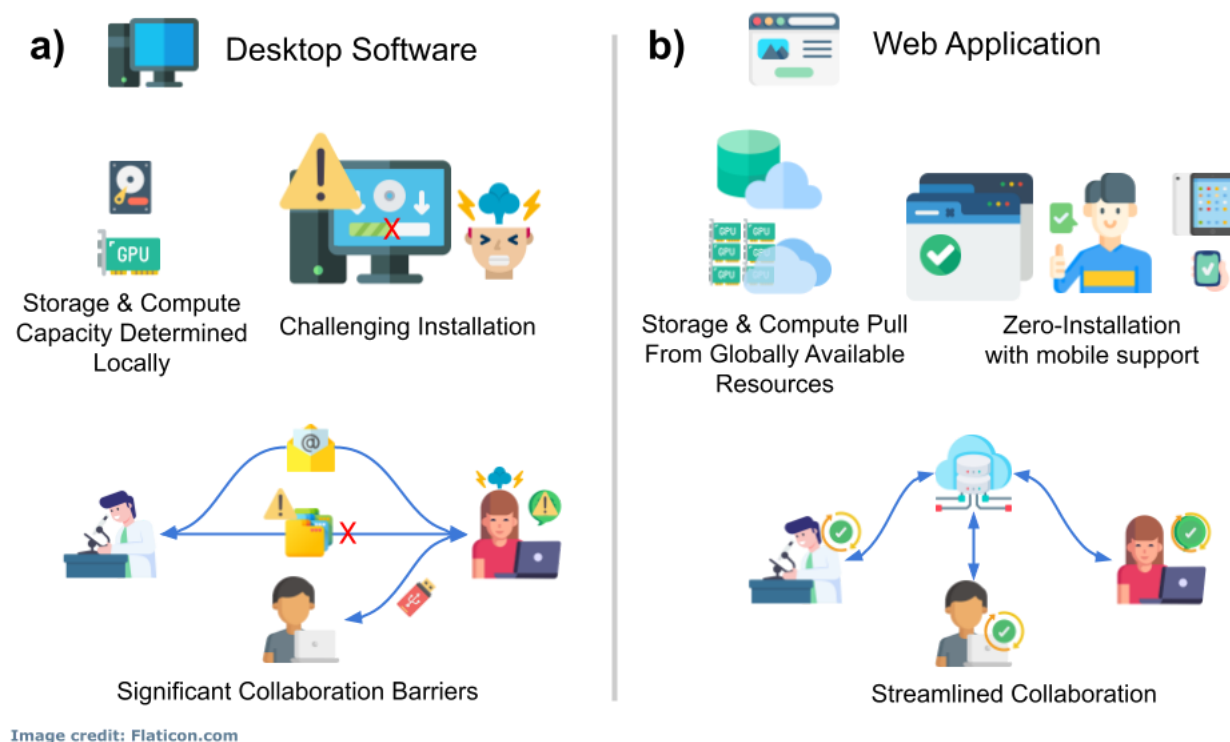 a)
Desktop Software
GPU
Storage & Compute
Capacity Determined
Locally
X
Challenging Installation
@
X
Significant Collaboration Barriers
b)
Web Application
GPU GPU
GPU GPU
GPU GPU
Storage & Compute Pull
From Globally Available
Resources
Zero-Installation
with mobile support
Streamlined Collaboration
Image credit: Flaticon.com